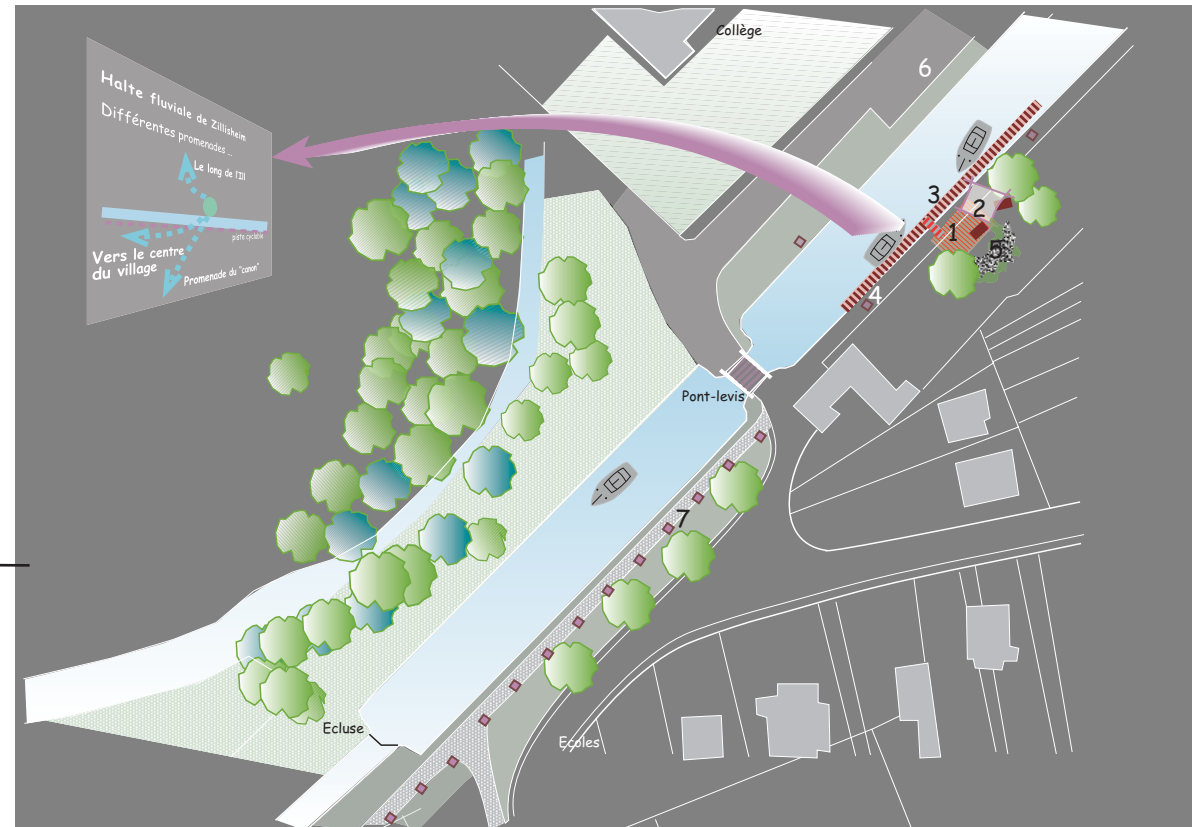 Halte fluviale de Zillisheim
Différentes promenades ...
Le long de l'Ill
piste cyclable
Vers le centre
du village
Promenade du "canon"
Collège
6
3
2
1
5
4
Pont-levis
7
Ecluse
Ecoles